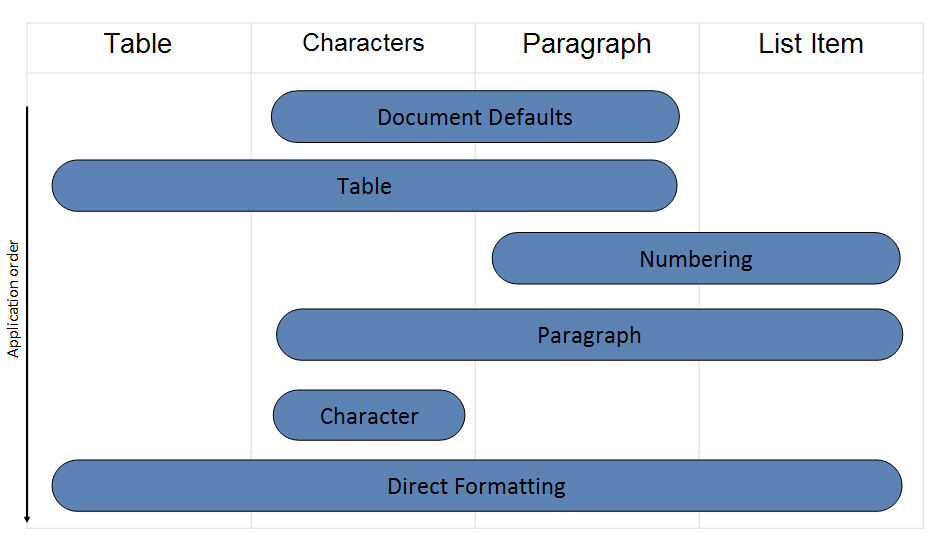 Table Characters Paragraph List Item
Document Defaults
Table
Numbering
Paragraph
Character
Direct Formatting
Application order